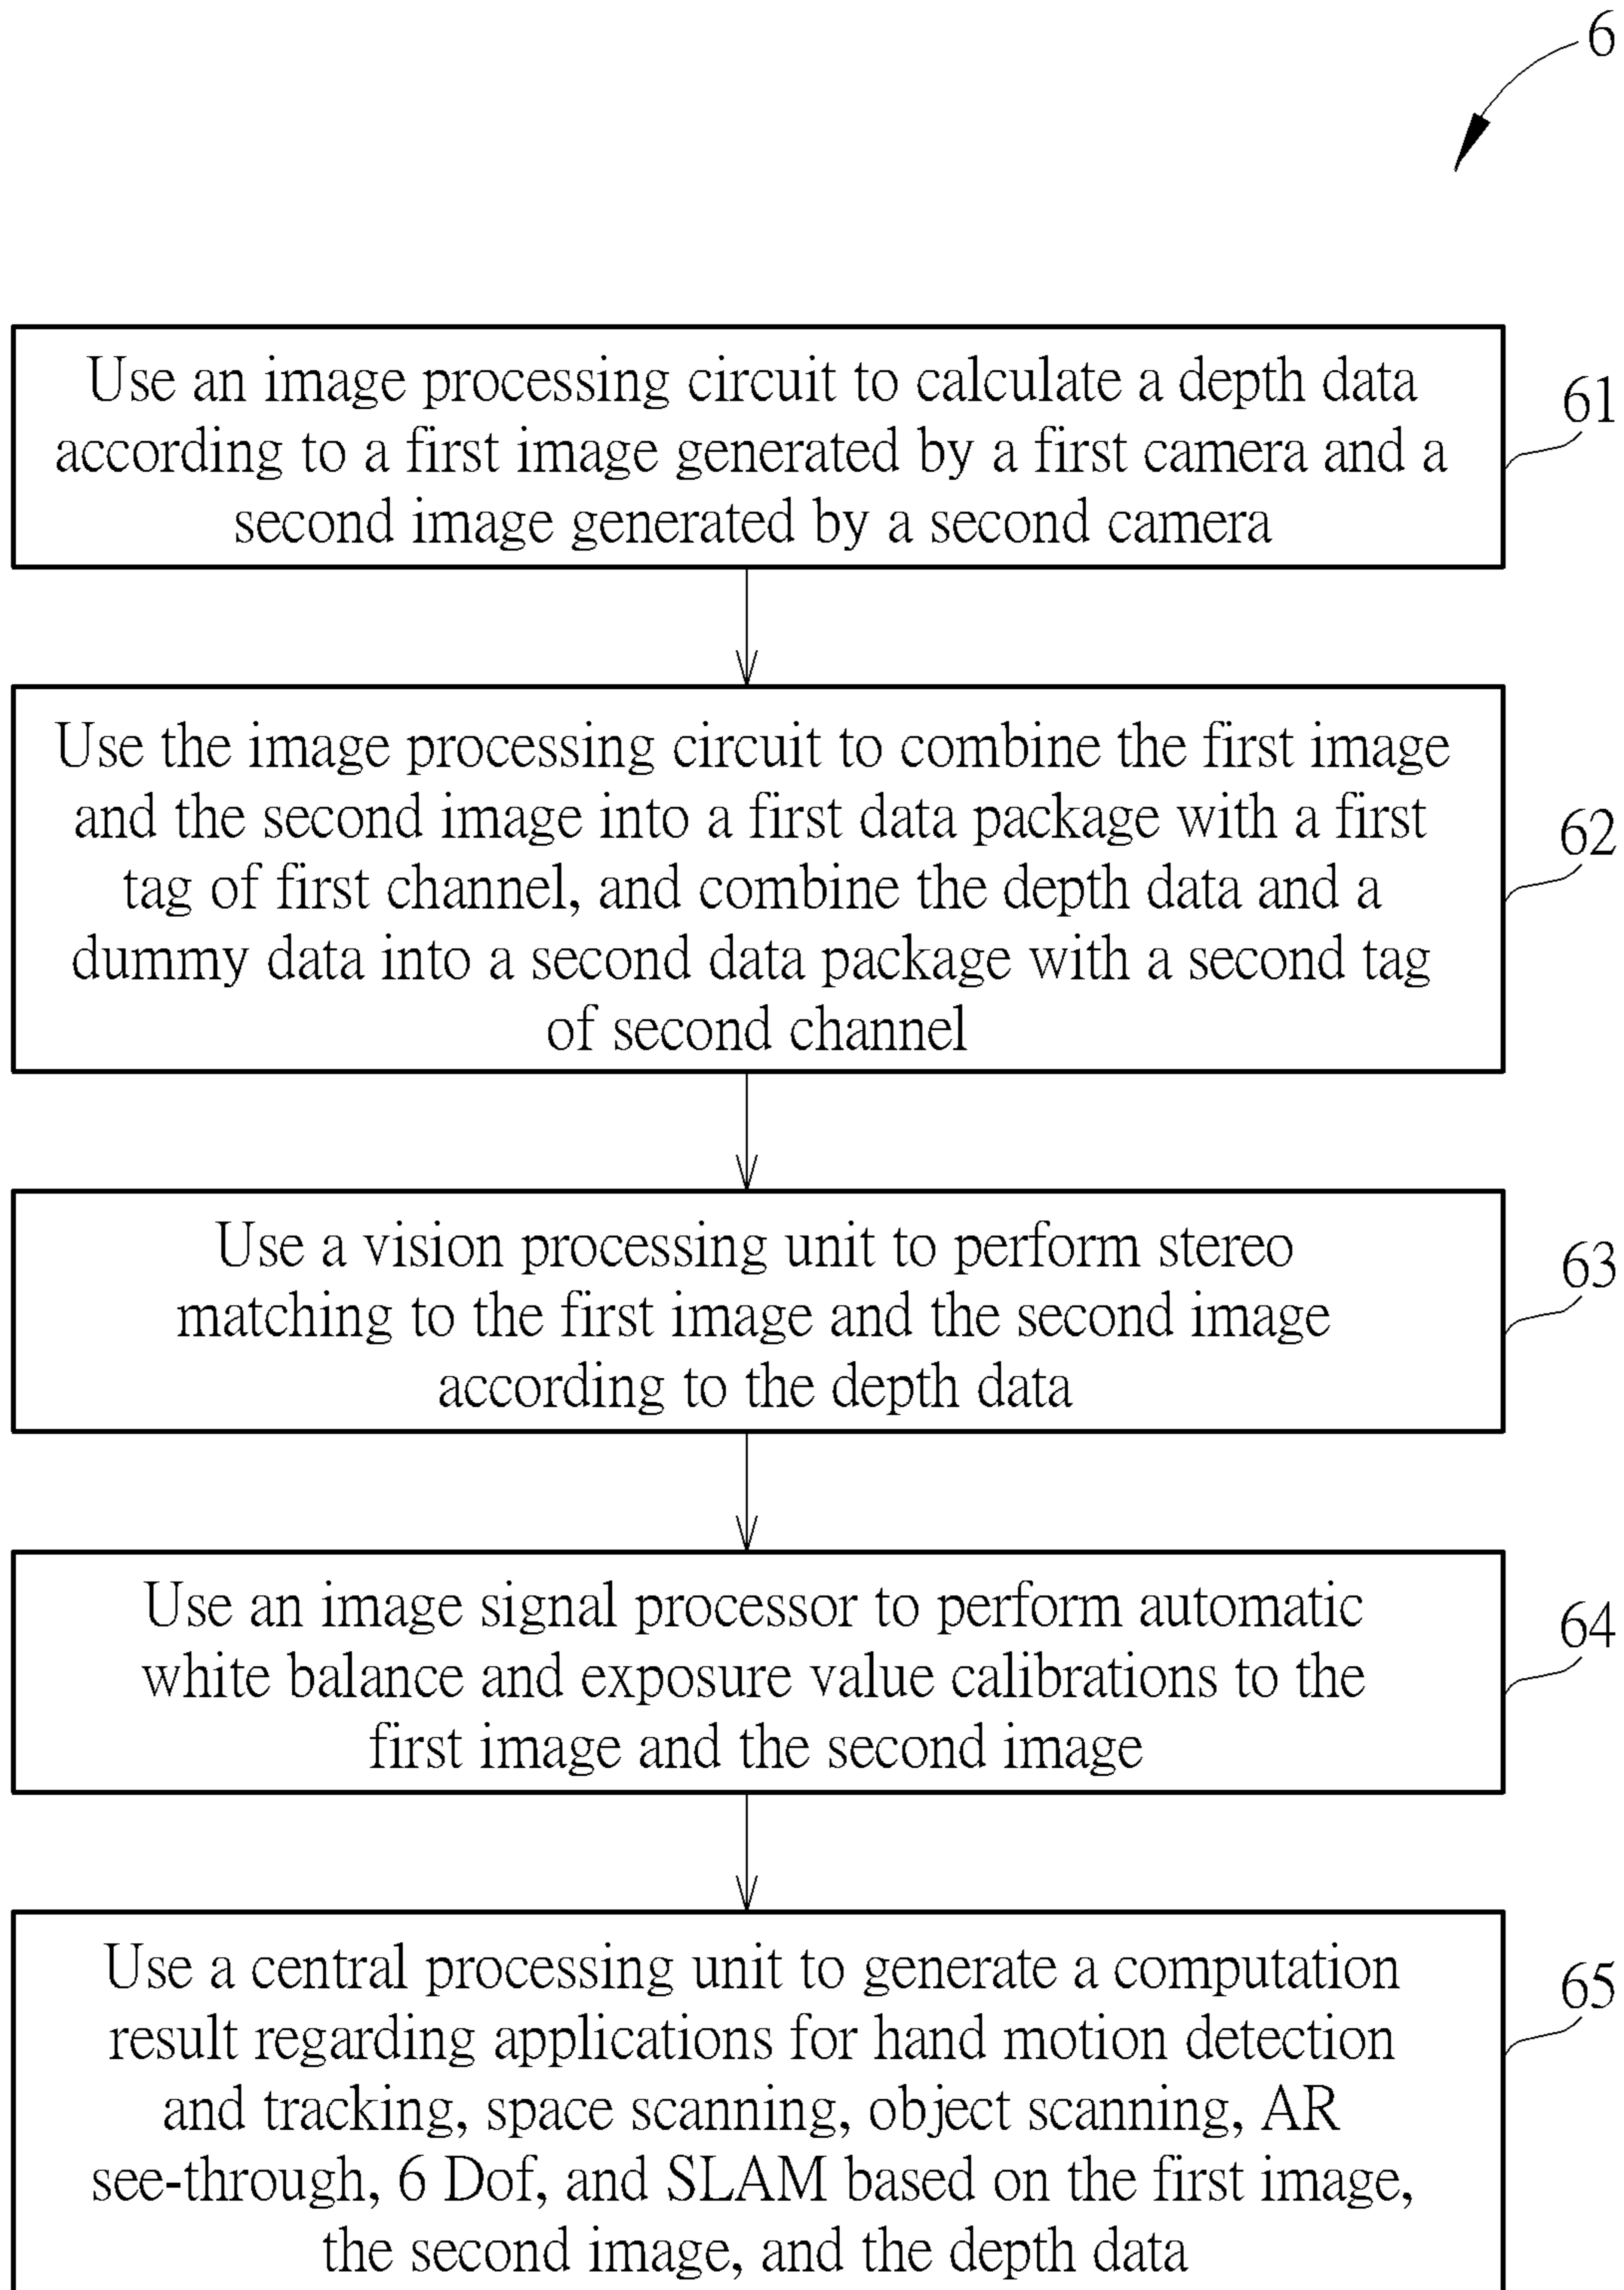 6
Use an image processing circuit to calculate a depth data
according to a first image generated by a first camera and a
second image generated by a second camera
61
Use the image processing circuit to combine the first image
and the second image into a first data package with a first
tag of first channel, and combine the depth data and a
dummy data into a second data package with a second tag
of second channel
62
Use a vision processing unit to perform stereo
matching to the first image and the second image
according to the depth data
63
Use an image signal processor to perform automatic
white balance and exposure value calibrations to the
first image and the second image
64
Use a central processing unit to generate a computation
result regarding applications for hand motion detection
and tracking, space scanning, object scanning, AR
see-through, 6 Dof, and SLAM based on the first image,
the second image, and the depth data
65